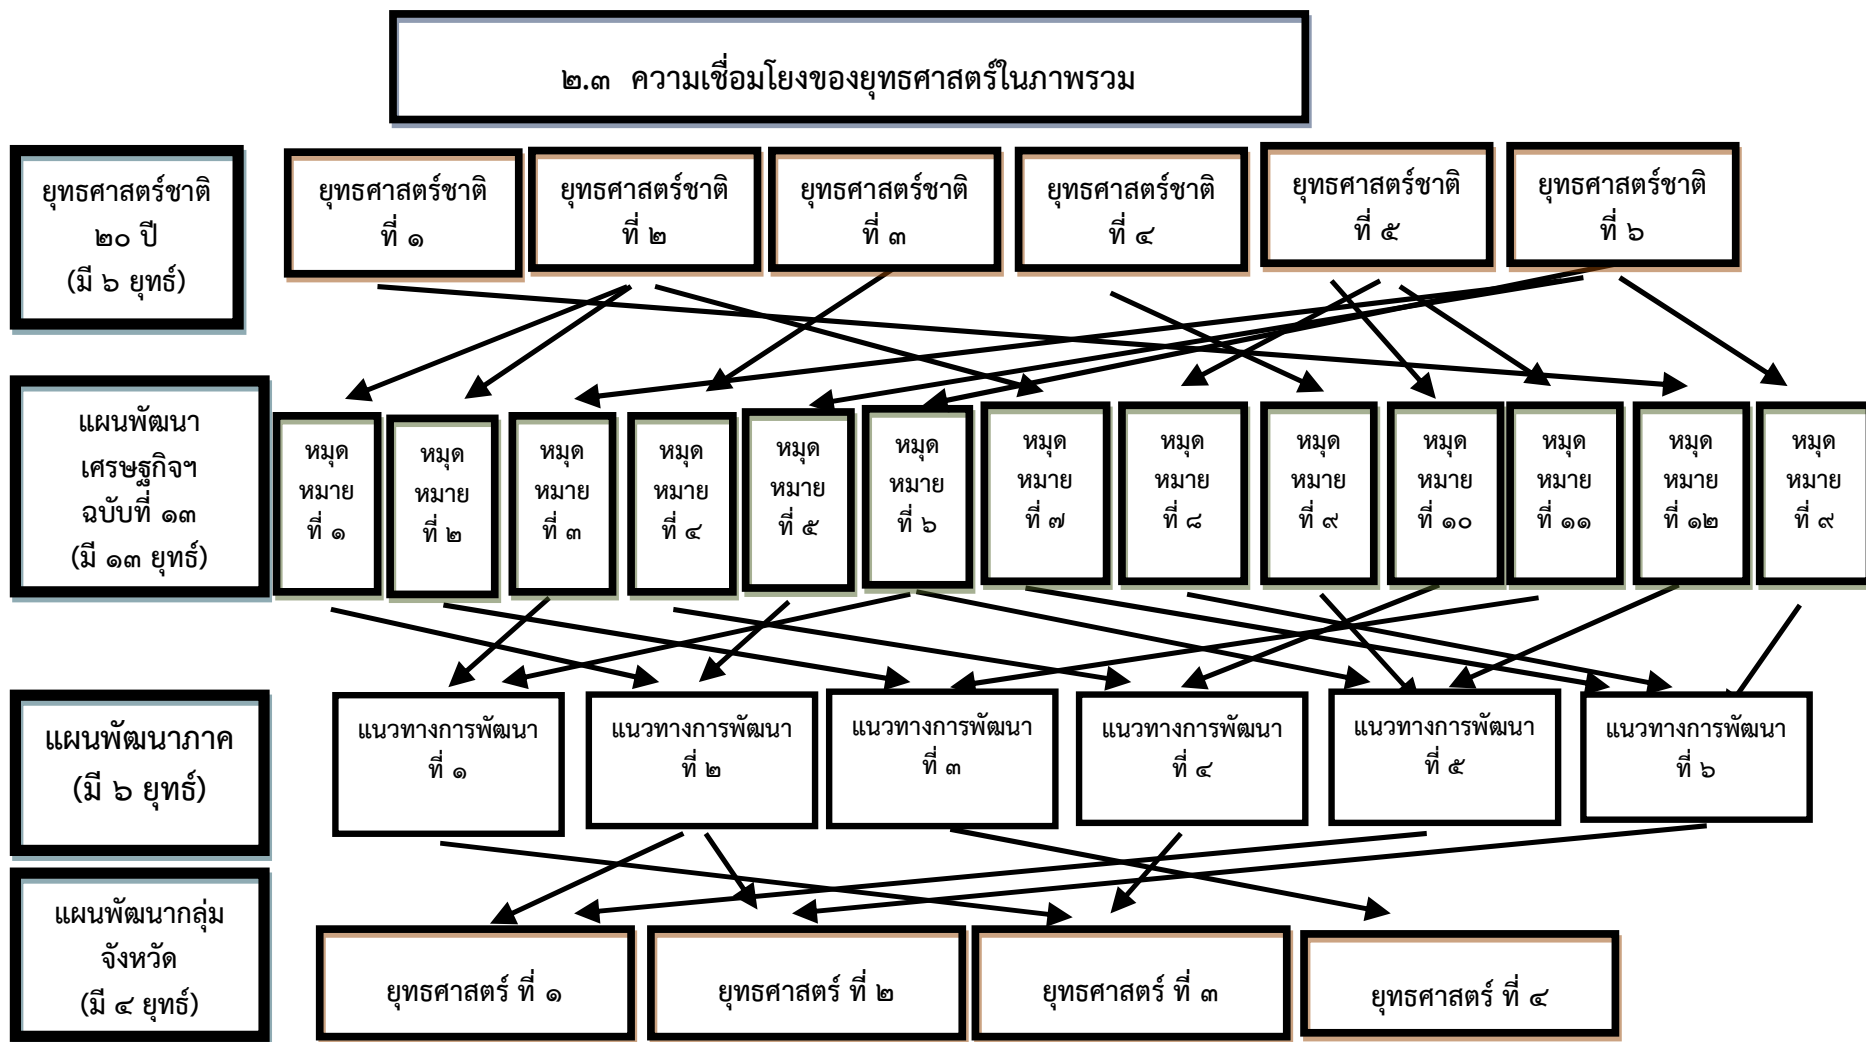 ๒.๓ ความเชื่อมโยงของยุทธศาสตร์ในภาพรวม
ยุทธศาสตร์ชาติ
๒๐ ปี
(มี ๖ ยุทธ์)
ยุทธศาสตร์ชาติ
ที่ ๑
ยุทธศาสตร์ชาติ
ที่ ๒
ยุทธศาสตร์ชาติ
ที่ ๓
ยุทธศาสตร์ชาติ
ที่ ๔
ยุทธศาสตร์ชาติ
ที่ ๕
ยุทธศาสตร์ชาติ
ที่ ๖
แผนพัฒนา
เศรษฐกิจฯ
ฉบับที่ ๑๓
(มี ๑๓ ยุทธ์)
หมุด
หมาย
ที่ ๑
หมุด
หมาย
ที่ ๒
หมุด
หมาย
ที่ ๓
หมุด
หมาย
ที่ ๔
หมุด
หมาย
ที่ ๕
หมุด
หมาย
ที่ ๖
หมุด
หมาย
ที่ ๗
หมุด
หมาย
ที่ ๘
หมุด
หมาย
ที่ ๙
หมุด
หมาย
ที่ ๑๐
หมุด
หมาย
ที่ ๑๑
หมุด
หมาย
ที่ ๑๒
หมุด
หมาย
ที่ ๙
แผนพัฒนาภาค
(มี ๖ ยุทธ์)
แนวทางการพัฒนา
ที่ ๑
แนวทางการพัฒนา
ที่ ๒
แนวทางการพัฒนา
ที่ ๓
แนวทางการพัฒนา
ที่ ๔
แนวทางการพัฒนา
ที่ ๕
แนวทางการพัฒนา
ที่ ๖
แผนพัฒนากลุ่ม
จังหวัด
(มี ๔ ยุทธ์)
ยุทธศาสตร์ ที่ ๑
ยุทธศาสตร์ ที่ ๒
ยุทธศาสตร์ ที่ ๓
ยุทธศาสตร์ ที่ ๔